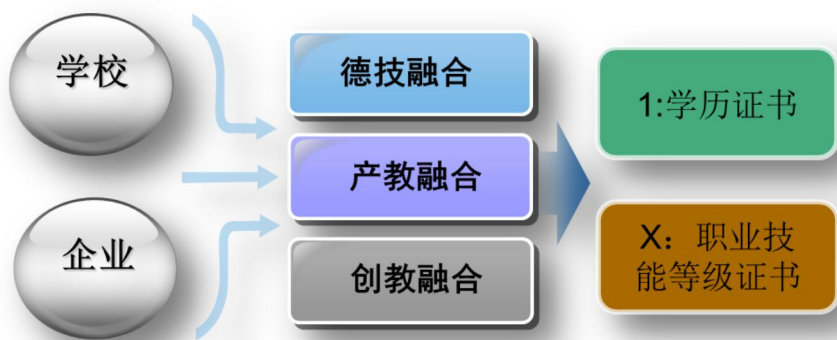 学校
企业
德技融合
产教融合
创教融合
1:学历证书
X：职业技
能等级证书